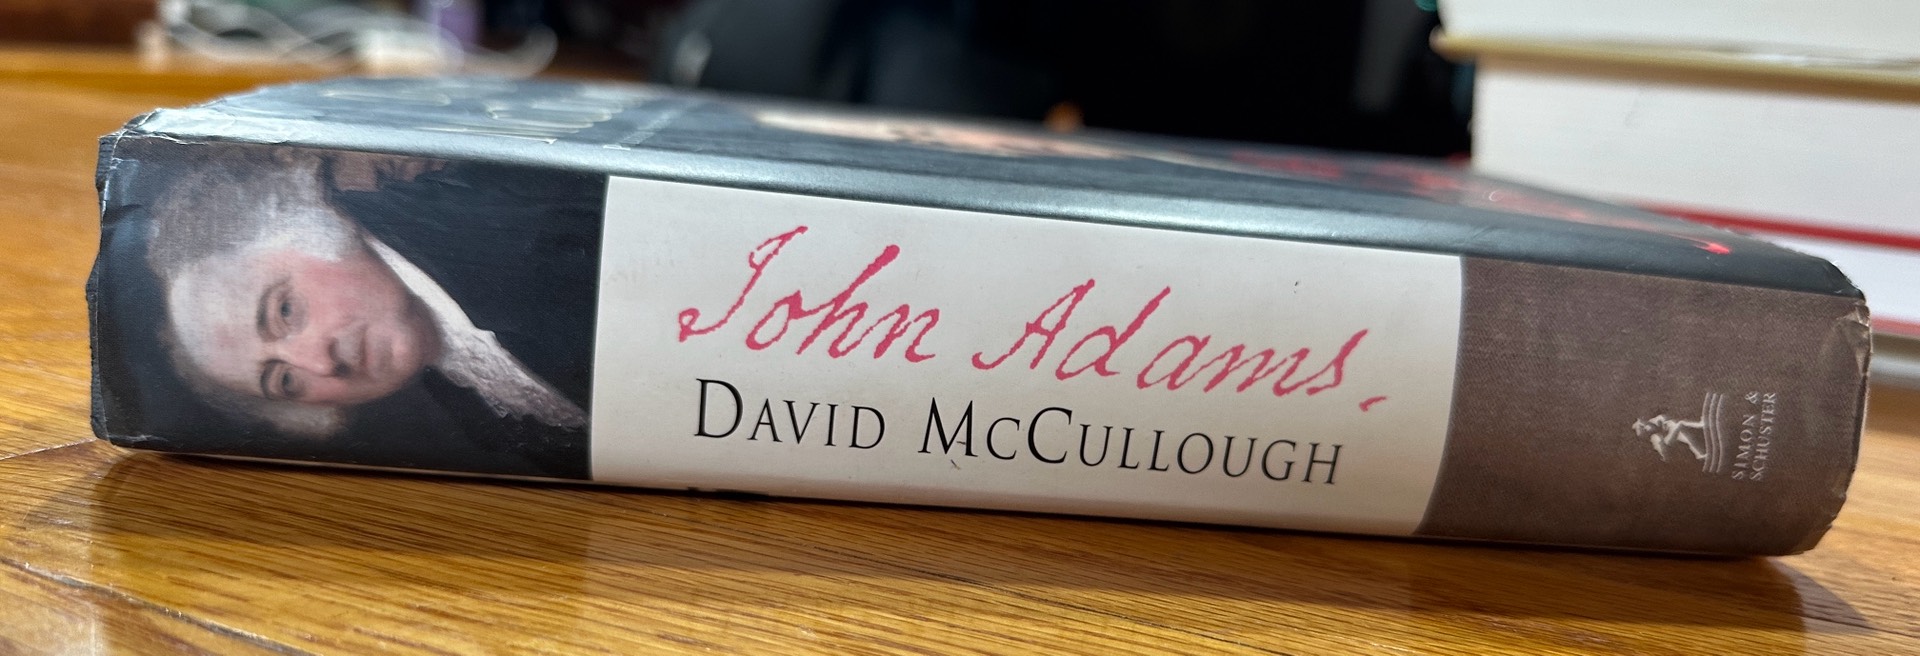 John Adams.
DAVID MCCULLOUGH
SIMON &
SCHUSTER